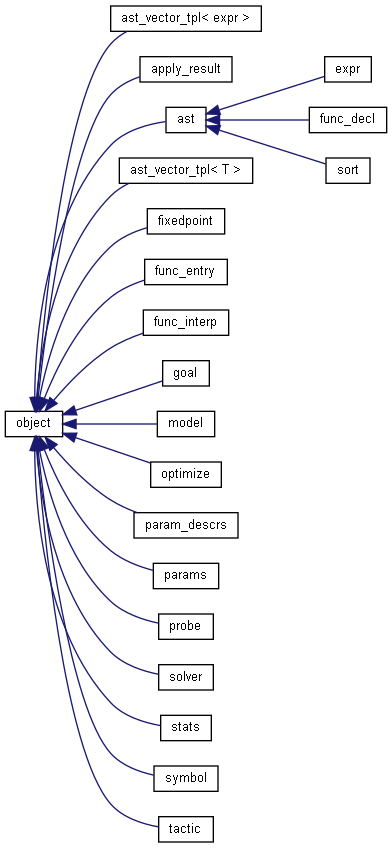 ast_vector_tpl< expr >
apply_result
expr
ast
func_decl
sort
ast_vector_tpl< T >
fixedpoint
func_entry
func_interp
goal
object
model
optimize
param_descrs
params
probe
solver
stats
symbol
tactic